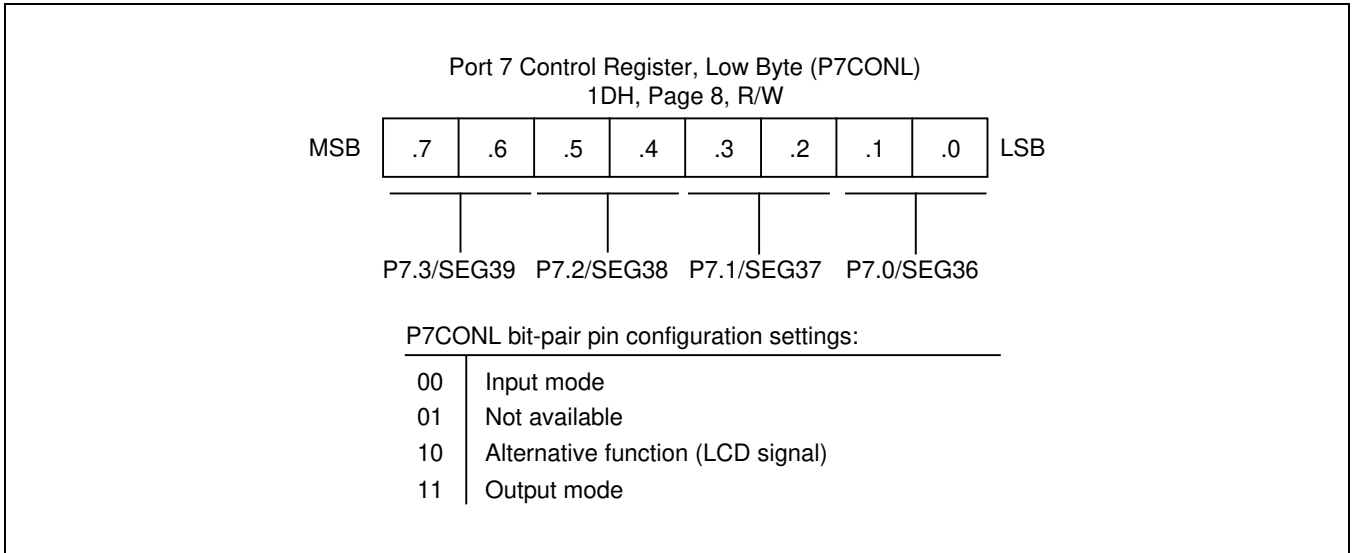 Port 7 Control Register, Low Byte (P7CONL)
1DH, Page 8, R/W
MSB .7 .6 .5 .4 .3 .2 .1 .0 LSB
P7.3/SEG39 P7.2/SEG38 P7.1/SEG37 P7.0/SEG36
P7CONL bit-pair pin configuration settings:
00 Input mode
01 Not available
10 Alternative function (LCD signal)
11 Output mode